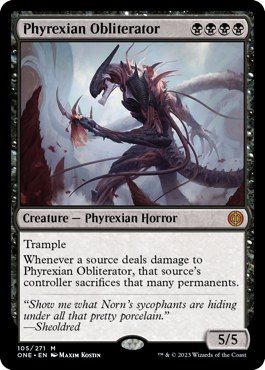 Phyrexian Obliterator
Creature — Phyrexian Horror
Trample
Whenever a source deals damage to
Phyrexian Obliterator, that source's
controller sacrifices that many permanents.
“Show me what Norn's sycophants are hiding
under all that pretty porcelain.”
—Sheoldred
5/5
105/271 M
ONE • EN MAXIM KOSTIN
™ & © 2023 Wizards of the Coast